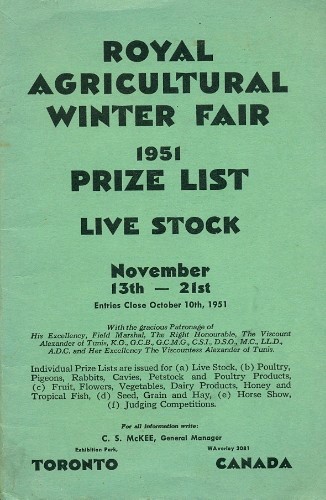 ROYAL
AGRICULTURAL
WINTER FAIR
1951
PRIZE LIST
LIVE STOCK
November
13th — 21st
Entries Close October 10th, 1951
With the gracious Patronage of
His Excellency, Field Marshal, The Right Honourable, The Viscount
Alexander of Tunis, K.G., G.C.B., G.C.M.G., C.S.I., D.S.O., M.C., LL.D.,
A.D.C. and Her Excellency The Viscountess Alexander of Tunis.
Individual Prize Lists are issued for (a) Live Stock, (b) Poultry,
Pigeons, Rabbits, Cavies, Petstock and Poultry Products,
(c) Fruit, Flowers, Vegetables, Dairy Products, Honey and
Tropical Fish, (d) Seed, Grain and Hay, (e) Horse Show,
(f) Judging Competitions.
For all information write:
C. S. McKEE, General Manager
Exhibition Park, WAverley 3081
TORONTO CANADA